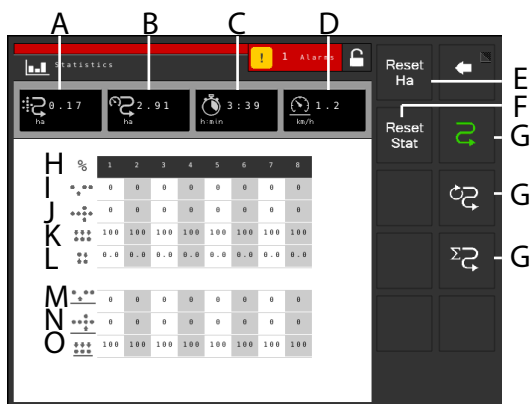 A B C D
Statistics ! 1 Alarms
Reset
Ha
E
F
0.17 2.91 3:39 1.2
ha ha h:min km/h
Reset
Stat
G
H % 1 2 3 4 5 6 7 8
I 0 0 0 0 0 0 0 0
J 0 0 0 0 0 0 0 0
K 100 100 100 100 100 100 100 100
L 0.0 0.0 0.0 0.0 0.0 0.0 0.0 0.0
G
Σ G
M 0 0 0 0 0 0 0 0
N 0 0 0 0 0 0 0 0
O 100 100 100 100 100 100 100 100